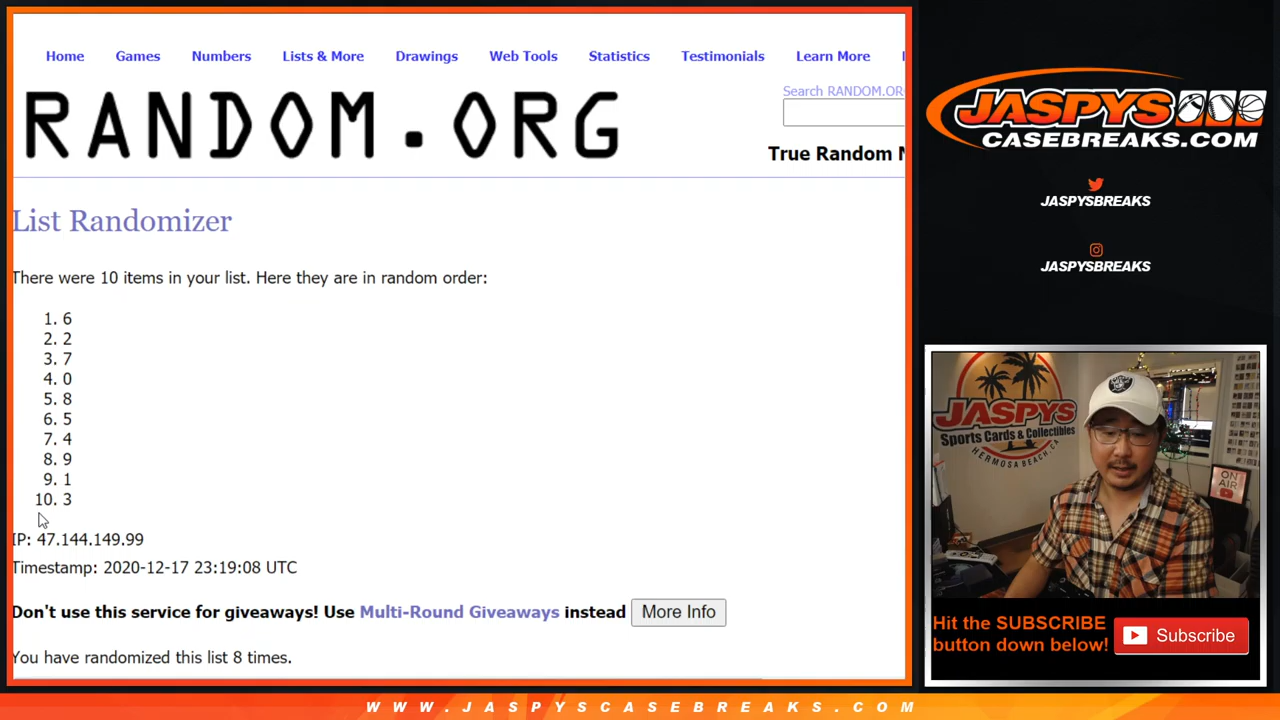 Home Games Numbers Lists & More Drawings Web Tools Statistics Testimonials Learn More
RANDOM.ORG
Search RANDOM.OR
True Random
List Randomizer
There were 10 items in your list. Here they are in random order:
1. 6
2. 2
3. 7
4. 0
5. 8
6. 5
7. 4
8. 9
9. 1
10. 3
IP: 47.144.149.99
Timestamp: 2020-12-17 23:19:08 UTC
Don't use this service for giveaways! Use Multi-Round Giveaways instead More Info
You have randomized this list 8 times.
JASPYS
CASEBREAKS.COM
JASPYSBREAKS
JASPYSBREAKS
JASPYS
Sports Cards & Collectibles
HERMOSA BEACH, CA
ON
AIR
Hit the SUBSCRIBE
button down below!
Subscribe
WWW.JASPYSCASEBREAKS.COM